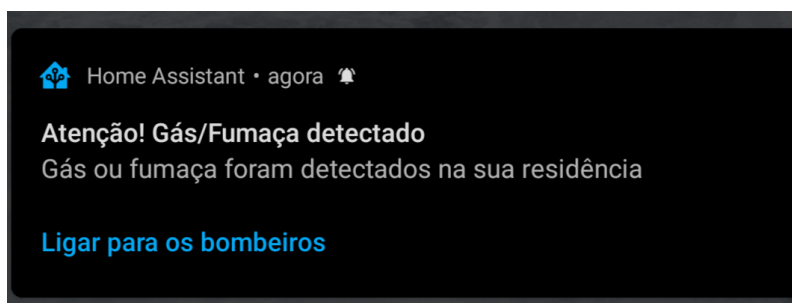 Home Assistant • agora
Atenção! Gás/Fumaça detectado
Gás ou fumaça foram detectados na sua residência
Ligar para os bombeiros